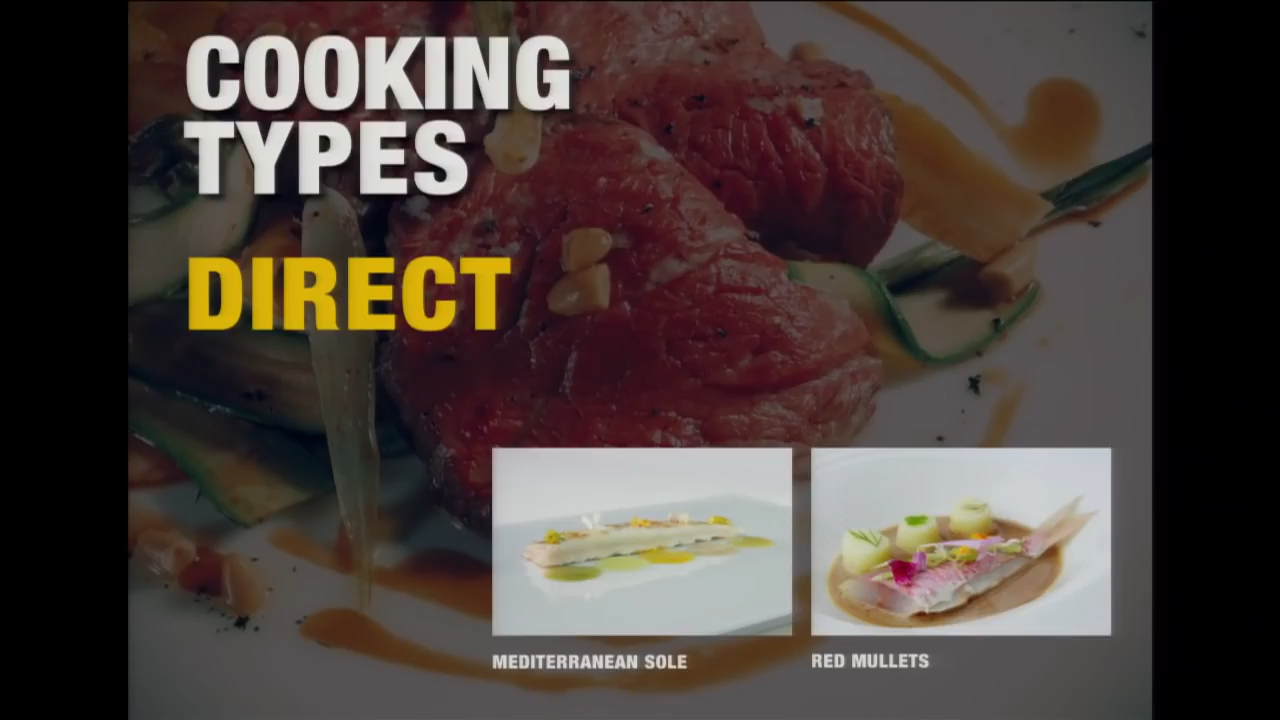 COOKING
TYPES
DIRECT
MEDITERRANEAN SOLE
RED MULLETS